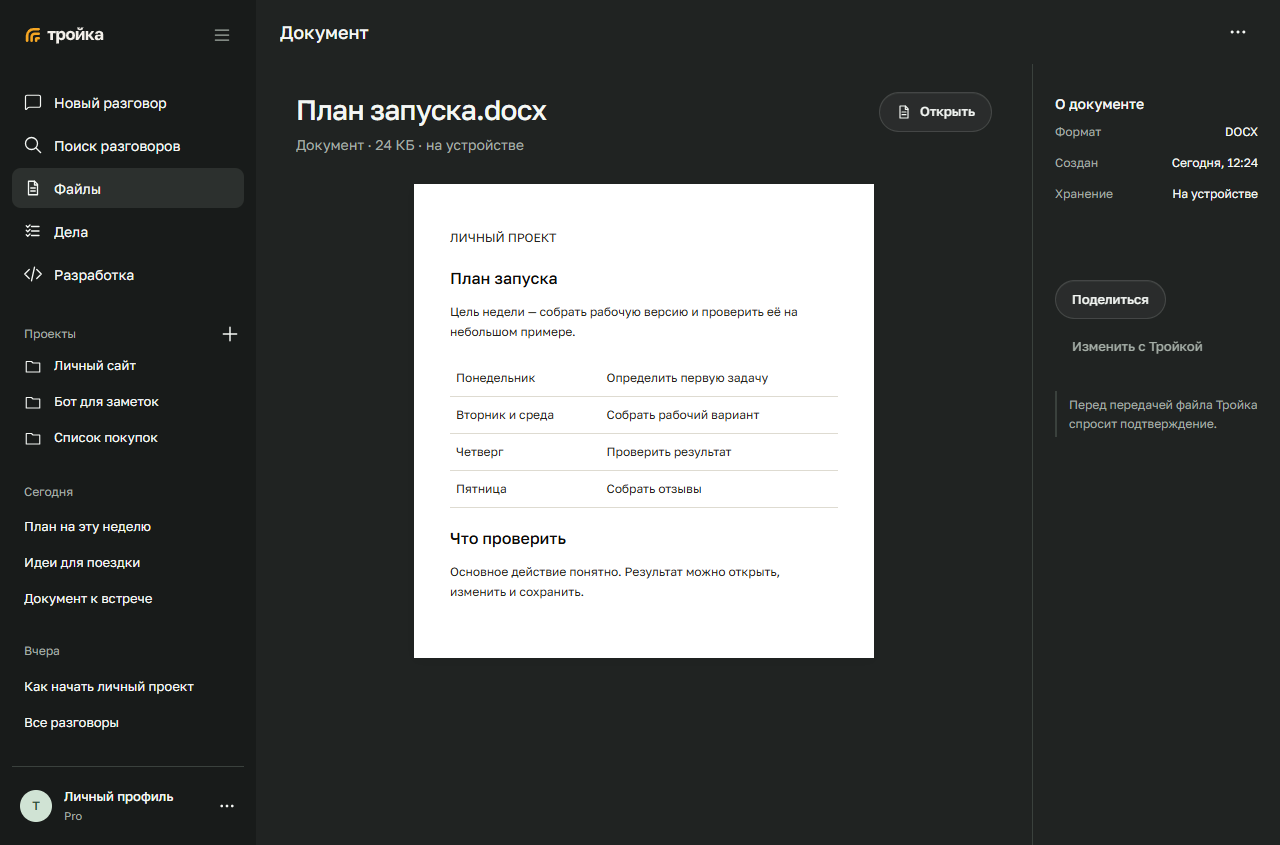 тройка
Новый разговор
Поиск разговоров
Файлы
Дела
Разработка
Проекты
Личный сайт
Бот для заметок
Список покупок
Сегодня
План на эту неделю
Идеи для поездки
Документ к встрече
Вчера
Как начать личный проект
Все разговоры
Т
Личный профиль
Pro
Документ
План запуска.docx
Документ · 24 КБ · на устройстве
Открыть
ЛИЧНЫЙ ПРОЕКТ
План запуска
Цель недели — собрать рабочую версию и проверить её на
небольшом примере.
Понедельник Определить первую задачу
Вторник и среда Собрать рабочий вариант
Четверг Проверить результат
Пятница Собрать отзывы
Что проверить
Основное действие понятно. Результат можно открыть,
изменить и сохранить.
О документе
Формат DOCX
Создан Сегодня, 12:24
Хранение На устройстве
Поделиться
Изменить с Тройкой
Перед передачей файла Тройка
спросит подтверждение.